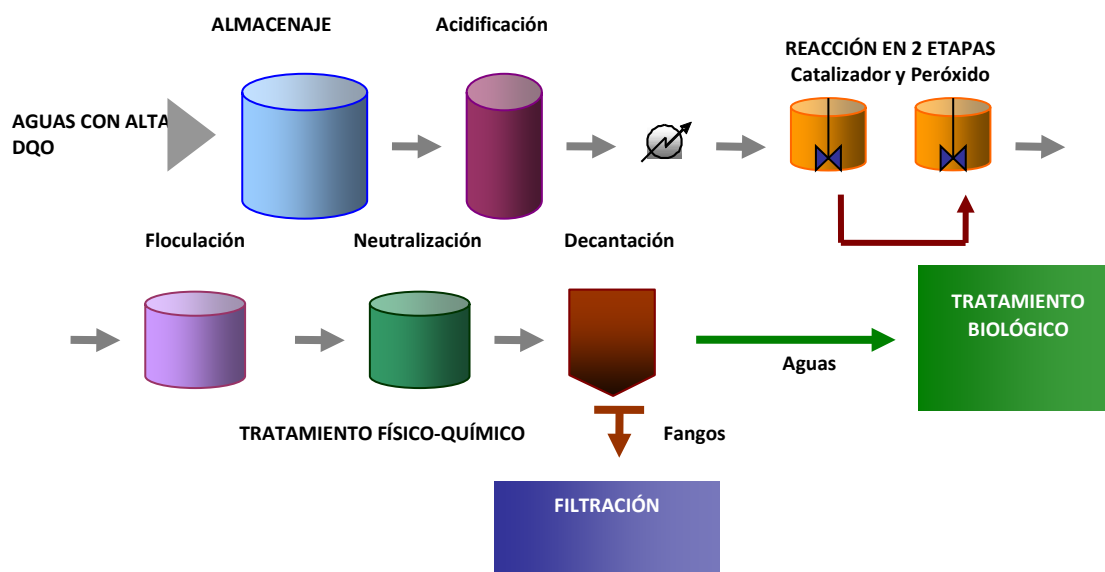 ALMACENAJE
Acidificación
REACCIÓN EN 2 ETAPAS
Catalizador y Peróxido
AGUAS CON ALTA
DQO
Floculación
Neutralización
Decantación
TRATAMIENTO
BIOLÓGICO
Aguas
TRATAMIENTO FÍSICO-QUÍMICO
Fangos
FILTRACIÓN